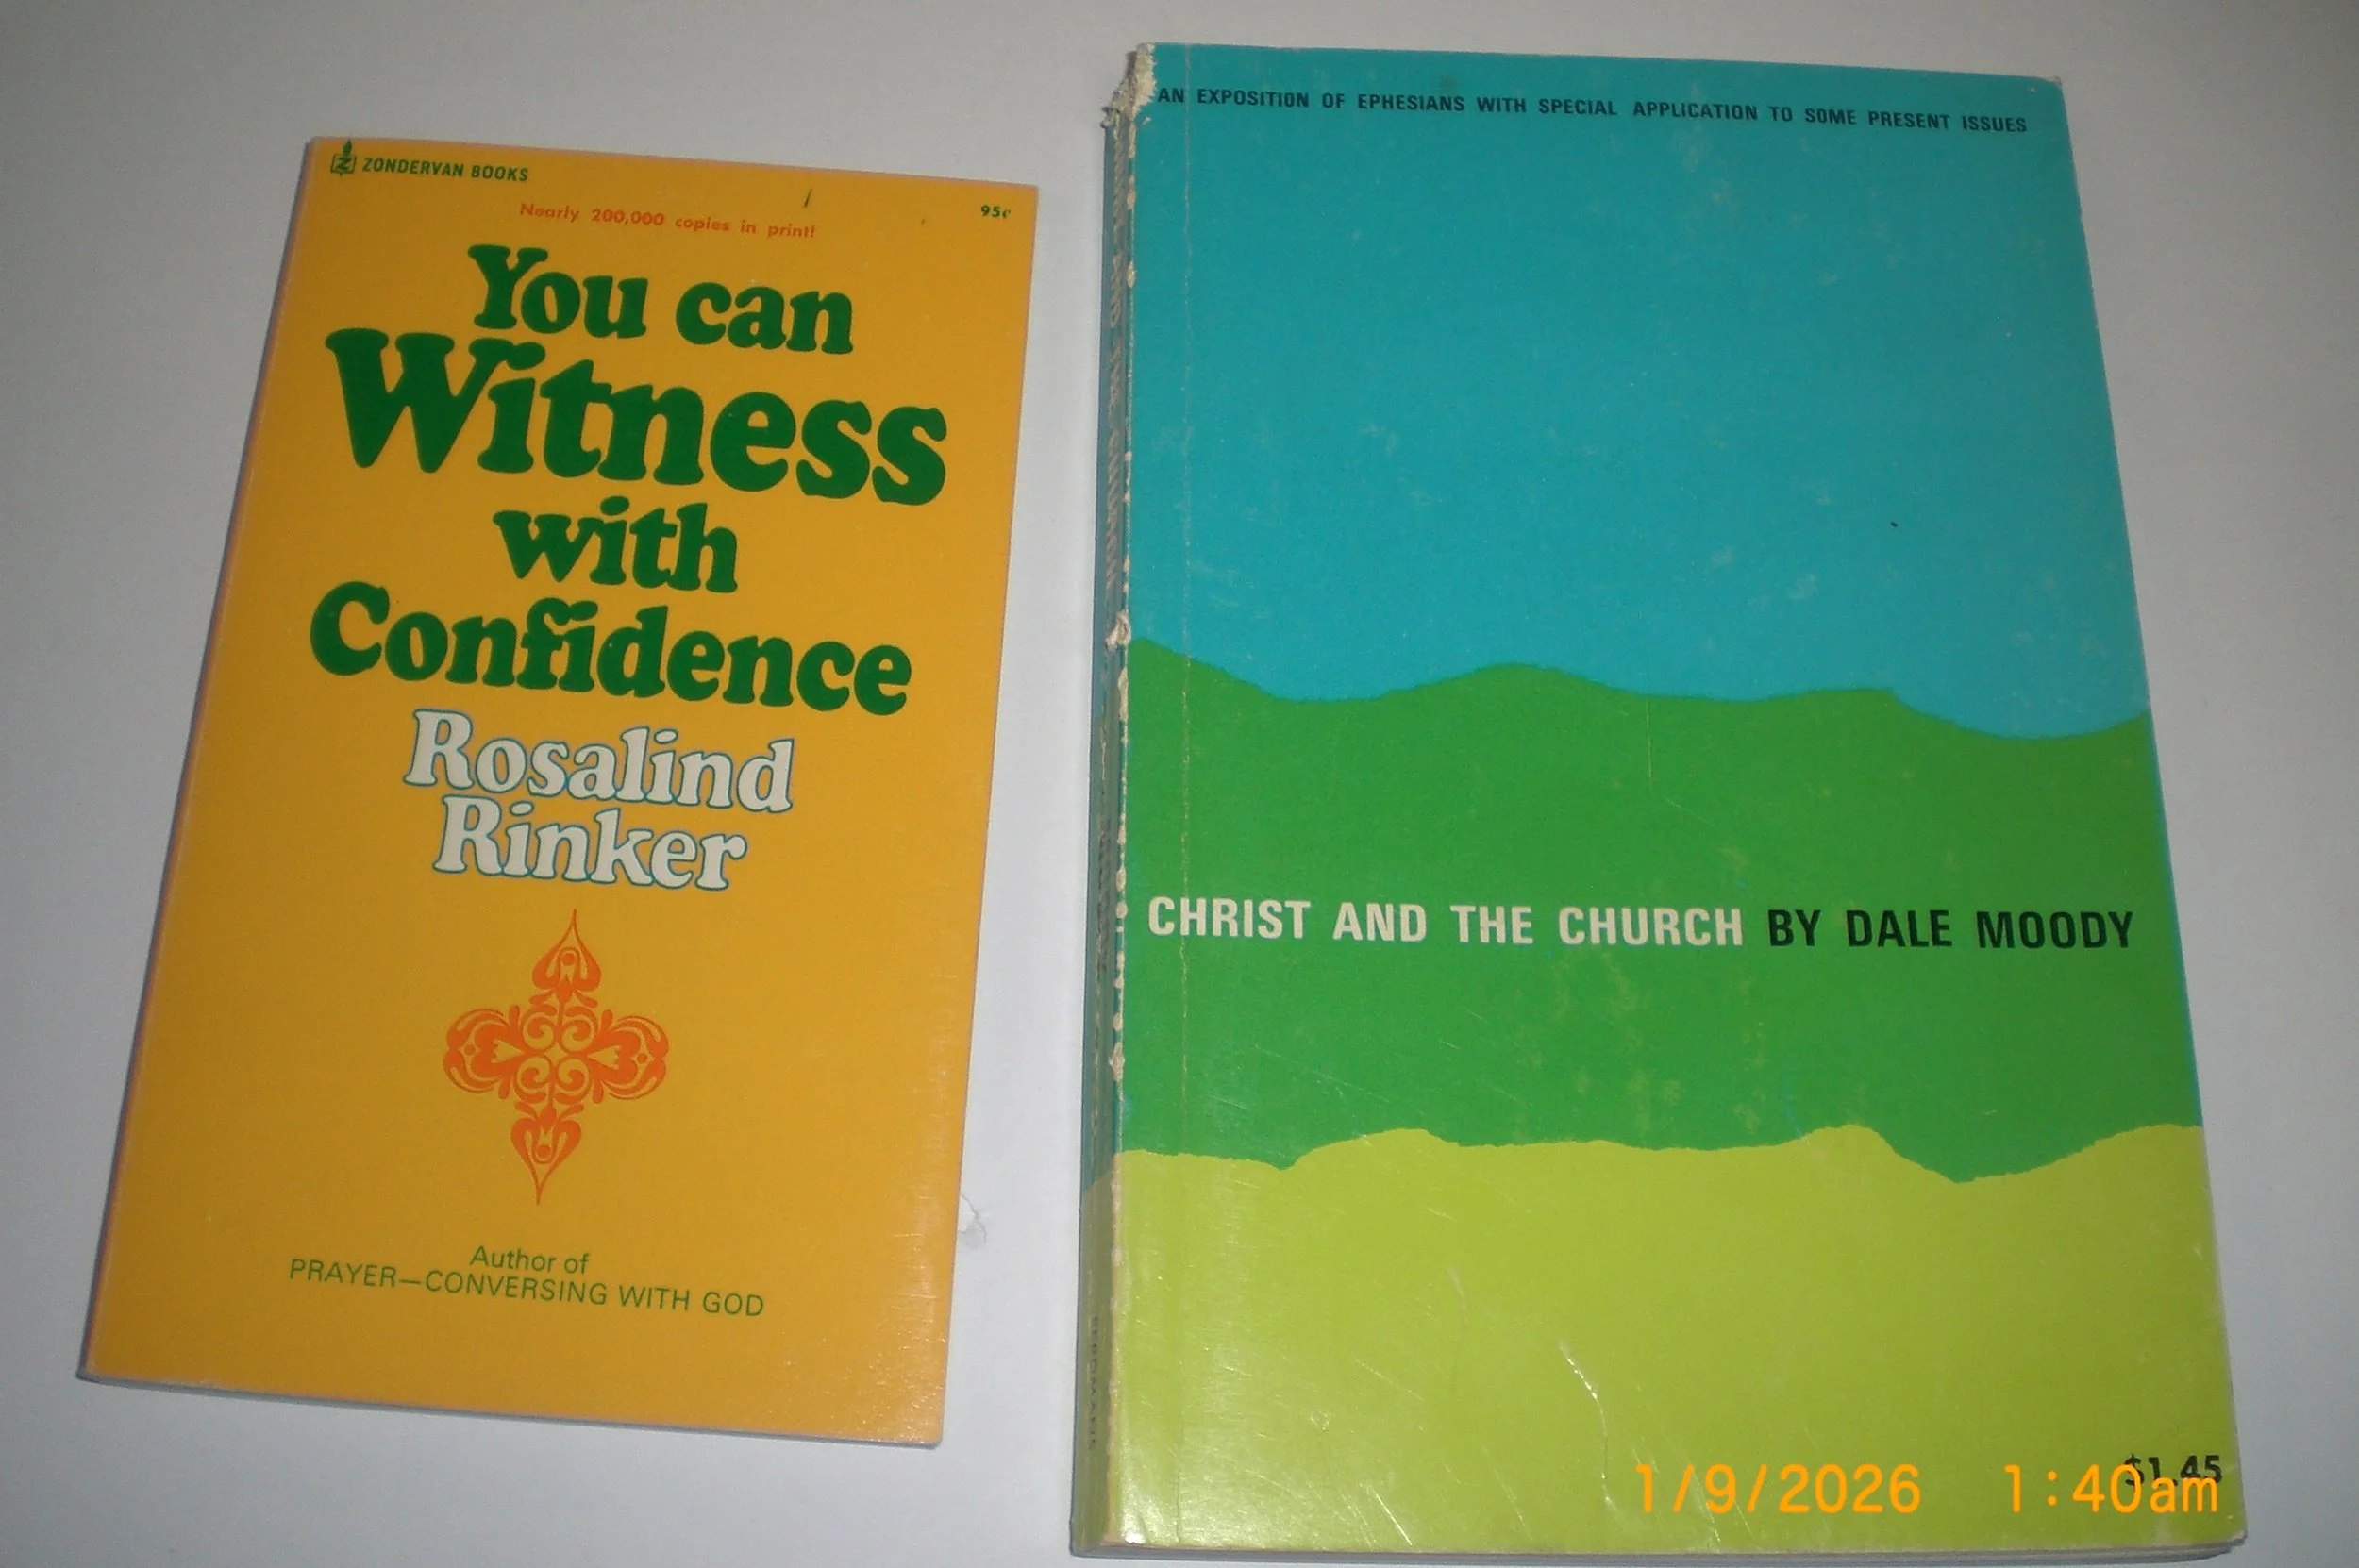 ZONDERVAN BOOKS
Nearly 200,000 copies in print!
95¢
You can
Witness
with
Confidence
Rosalind
Rinker
Author of
PRAYER—CONVERSING WITH GOD
AN EXPOSITION OF EPHESIANS WITH SPECIAL APPLICATION TO SOME PRESENT ISSUES
CHRIST AND THE CHURCH BY DALE MOODY
$1.45
EERDMANS
1/9/2026 1:40am